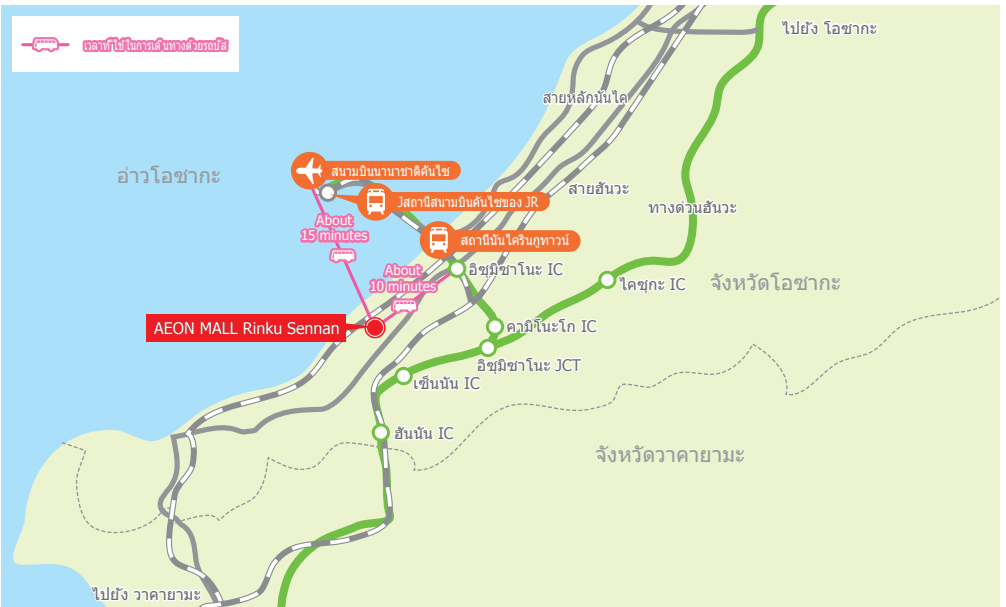 เวลาที่ใช้ในการเดินทางด้วยรถบัส
ไปยัง โอซากะ
สายหลักนันไค
อ่าวโอซากะ
สนามบินนานาชาติคันไซ
สายฮันวะ
Jสถานีสนามบินคันไซของ JR
ทางด่วนฮันวะ
About
15 minutes
สถานีนันไครินกูทาวน์
About
10 minutes
อิซุมิซาโนะ IC
ไคซุกะ IC
จังหวัดโอซากะ
AEON MALL Rinku Sennan
คามิโนะโก IC
อิซุมิซาโนะ JCT
เซ็นนัน IC
ฮันนัน IC
จังหวัดวาคายามะ
ไปยัง วาคายามะ